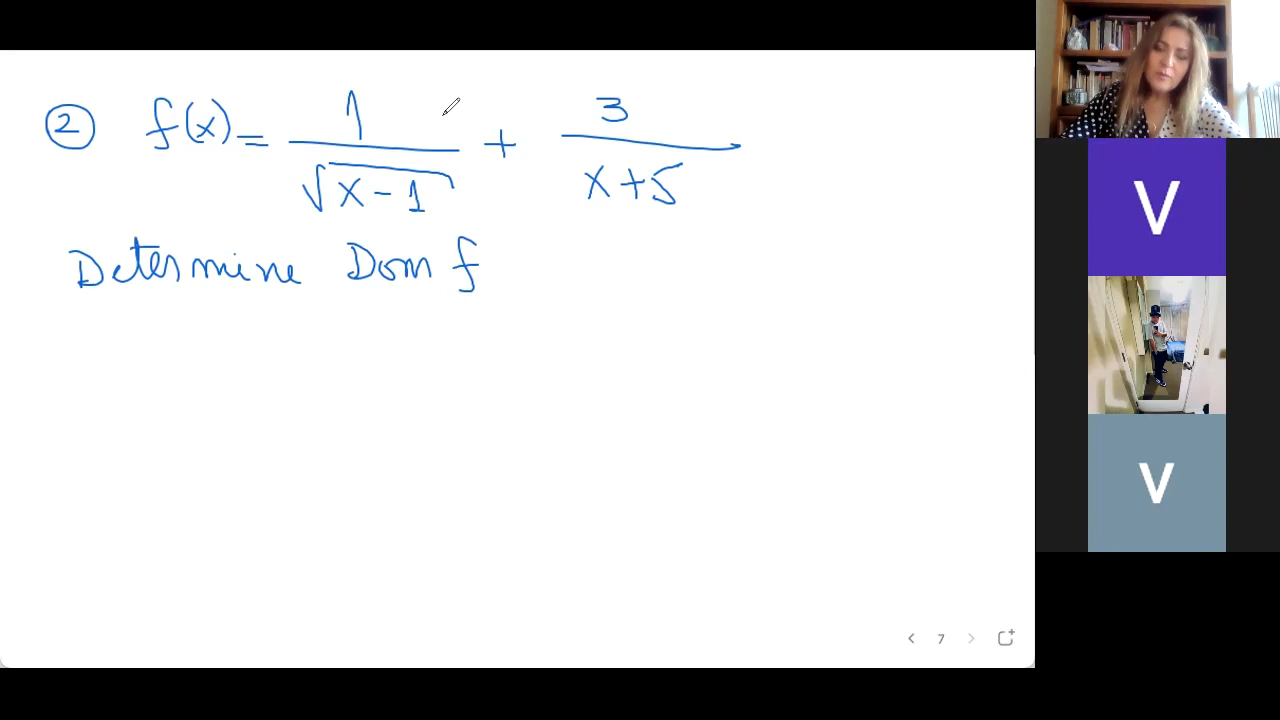 ② f(x) = 1/√(x-1) + 3/(x+5)
Determine Dom f
V
V
< 7 >